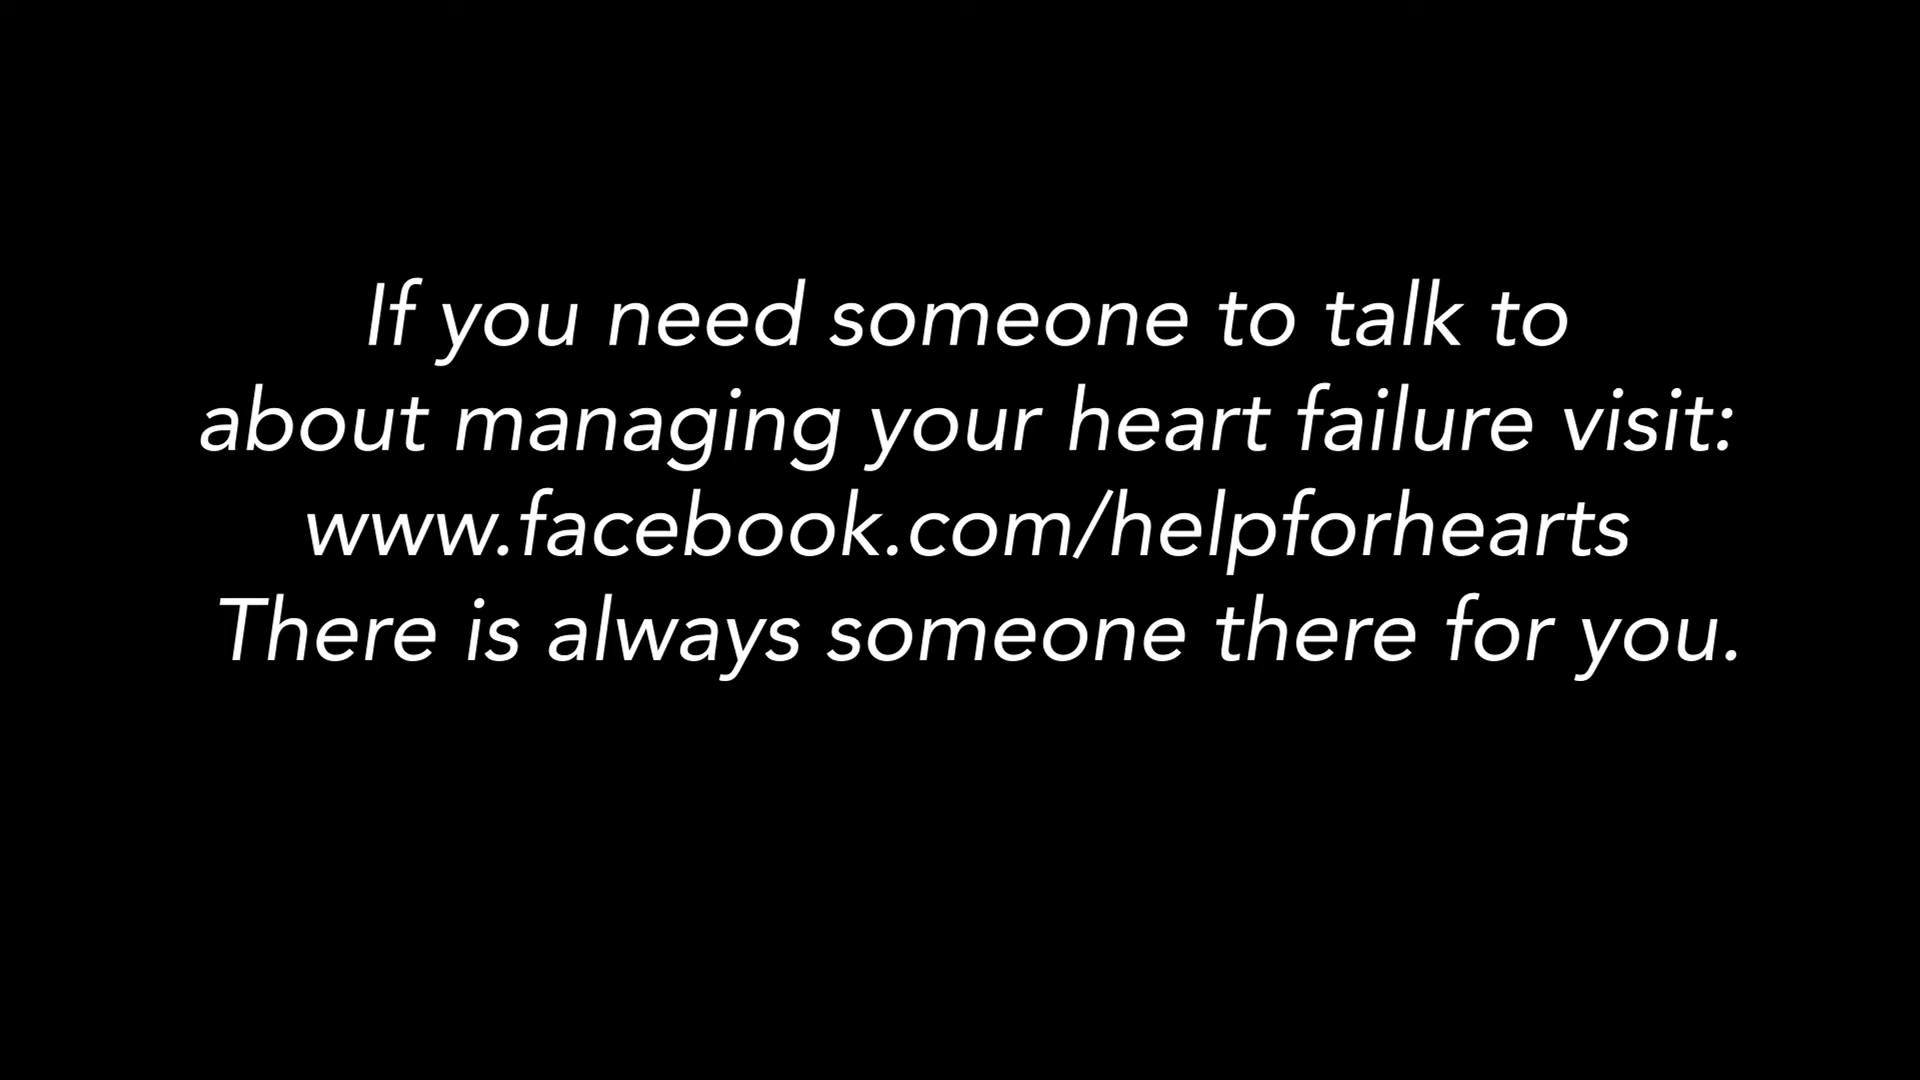 If you need someone to talk to
about managing your heart failure visit:
www.facebook.com/helpforhearts
There is always someone there for you.